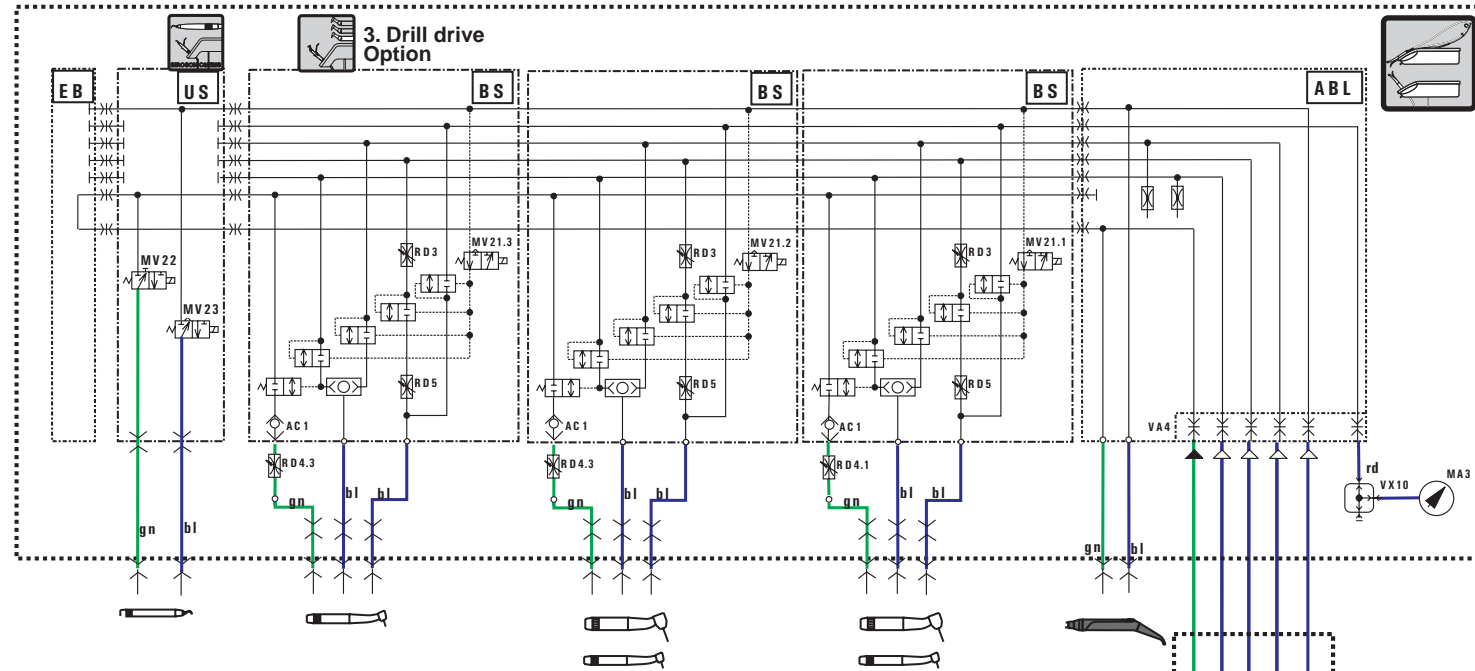 3. Drill drive
Option
EB
US
BS
BS
BS
ABL
MV22
MV23
RD3
MV21.3
RD5
AC1
RD4.3
gn
bl
bl
RD3
MV21.2
RD5
AC1
RD4.3
gn
bl
bl
RD3
MV21.1
RD5
AC1
RD4.1
gn
bl
bl
VA4
rd
VX10
MA3
gn
bl
gn
bl